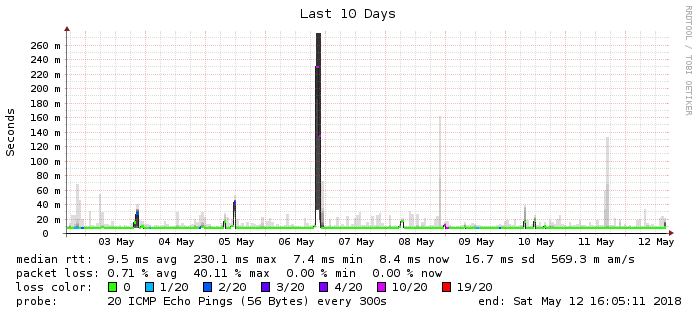 Last 10 Days
RRDTOOL / TOBI OETIKER
Seconds
260 m
240 m
220 m
200 m
180 m
160 m
140 m
120 m
100 m
80 m
60 m
40 m
20 m
0
03 May 04 May 05 May 06 May 07 May 08 May 09 May 10 May 11 May 12 May
median rtt: 9.5 ms avg 230.1 ms max 7.4 ms min 8.4 ms now 16.7 ms sd 569.3 m am/s
packet loss: 0.71 % avg 40.11 % max 0.00 % min 0.00 % now
loss color: 0 1/20 2/20 3/20 4/20 10/20 19/20
probe: 20 ICMP Echo Pings (56 Bytes) every 300s end: Sat May 12 16:05:11 2018